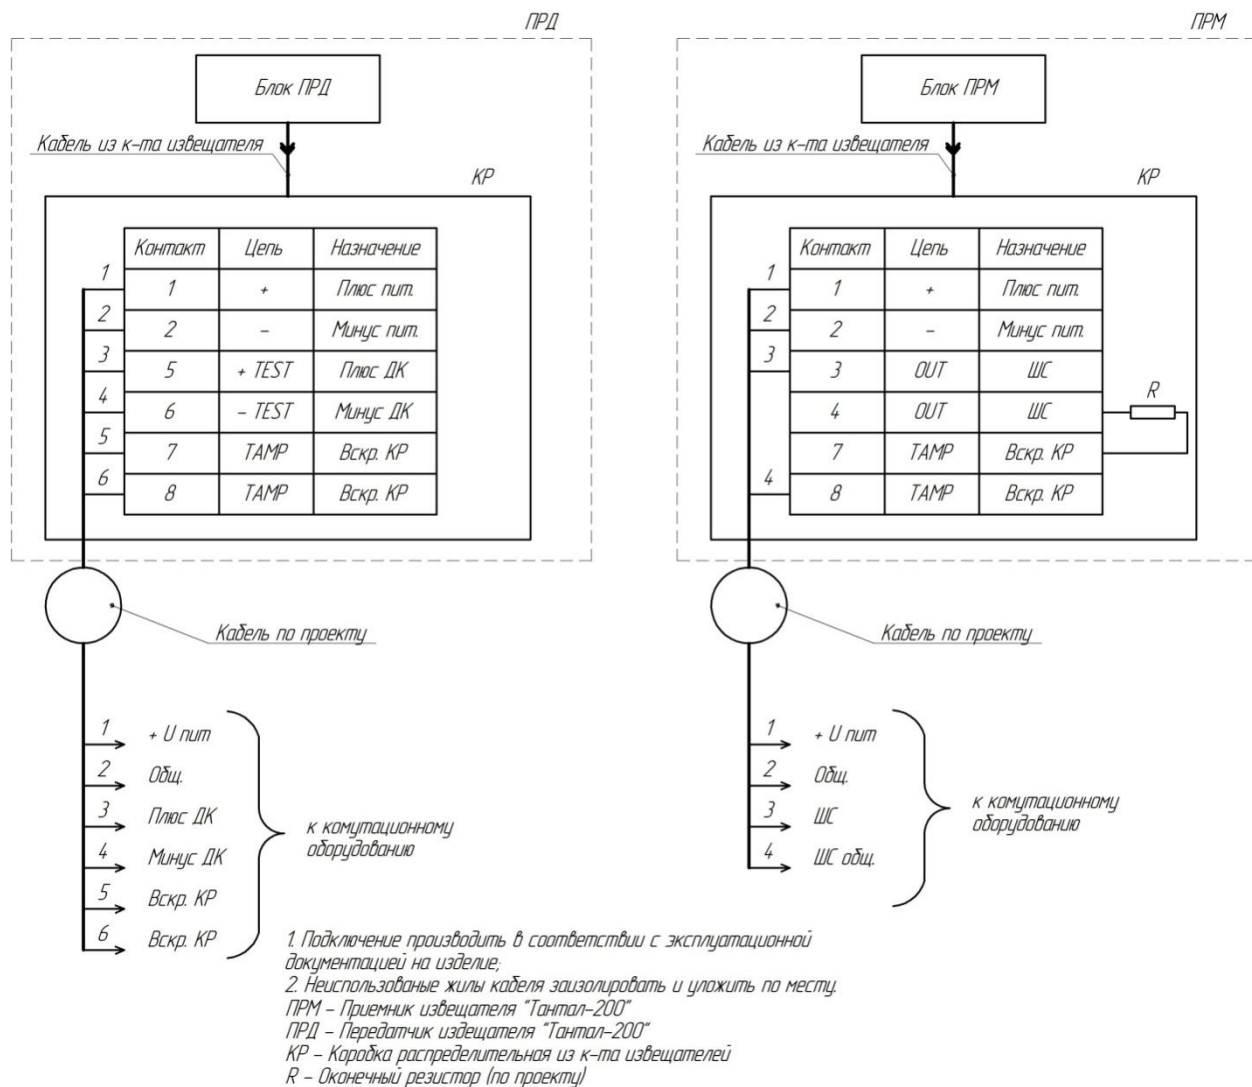 ПРД
Блок ПРД
Кабель из к-та извещателя
КР
Контакт Цепь Назначение
1 1 + Плюс пит.
2 2 – Минус пит.
3 5 + TEST Плюс ДК
4 6 – TEST Минус ДК
5 7 TAMP Вскр. КР
6 8 TAMP Вскр. КР
Кабель по проекту
1 + U пит
2 Общ.
3 Плюс ДК
4 Минус ДК
5 Вскр. КР
6 Вскр. КР
к комутационному
оборудованию
ПРМ
Блок ПРМ
Кабель из к-та извещателя
КР
Контакт Цепь Назначение
1 1 + Плюс пит.
2 2 – Минус пит.
3 3 OUT ШС
4 OUT ШС
R
7 TAMP Вскр. КР
4 8 TAMP Вскр. КР
Кабель по проекту
1 + U пит
2 Общ.
3 ШС
4 ШС общ.
к комутационному
оборудованию
1. Подключение производить в соответствии с эксплуатационной
документацией на изделие;
2. Неиспользованые жилы кабеля заизолировать и уложить по месту.
ПРМ – Приемник извещателя "Тантал-200"
ПРД – Передатчик издещателя "Тантал-200"
КР – Коробка распределительная из к-та извещателей
R – Оконечный резистор (по проекту)